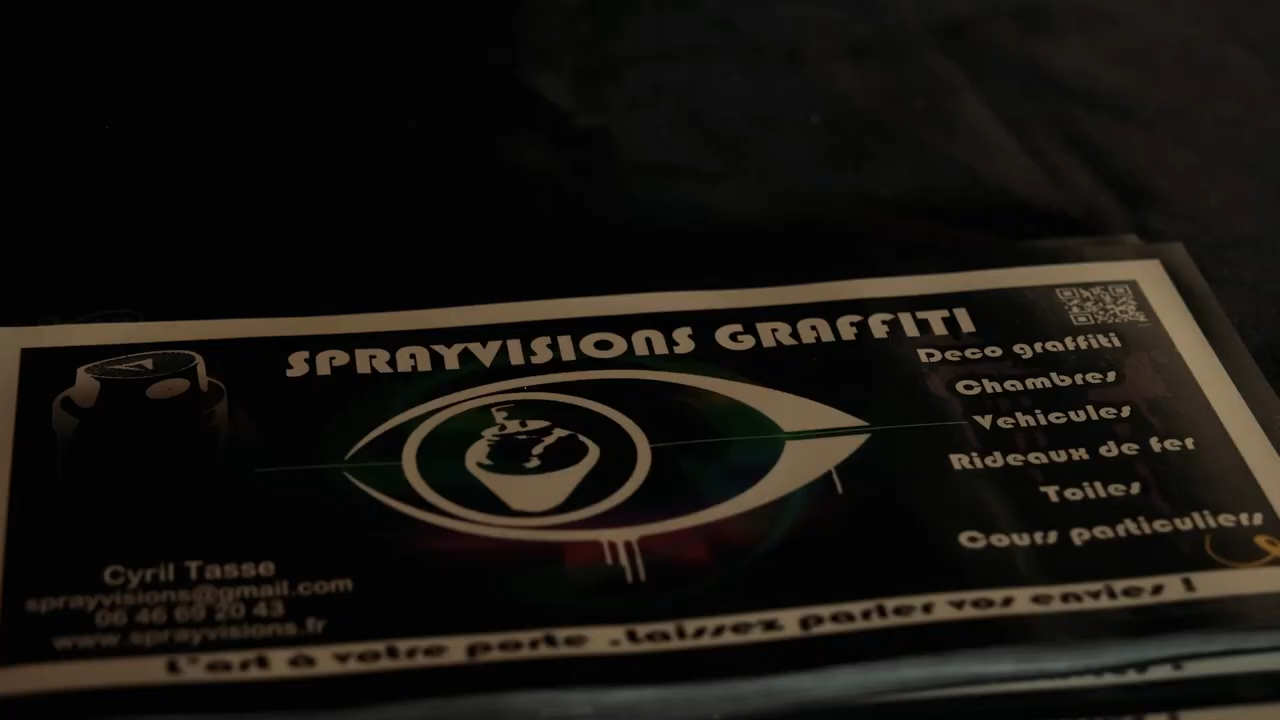 SPRAYVISIONS GRAFFITI
Deco graffiti
Chambres
Vehicules
Rideaux de fer
Toiles
Cours particuliers
Cyril Tasse
sprayvisions@gmail.com
06 46 69 20 43
www.sprayvisions.fr
L'art à votre porte .Laissez parler vos envies !